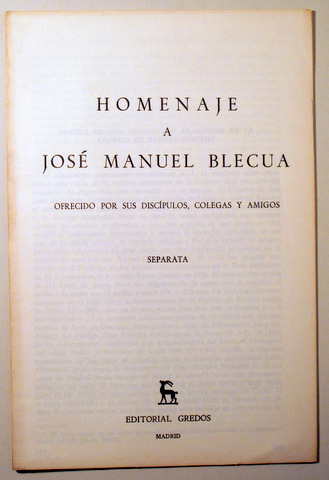 HOMENAJE
A
JOSÉ MANUEL BLECUA
OFRECIDO POR SUS DISCÍPULOS, COLEGAS Y AMIGOS
SEPARATA
EDITORIAL GREDOS
MADRID